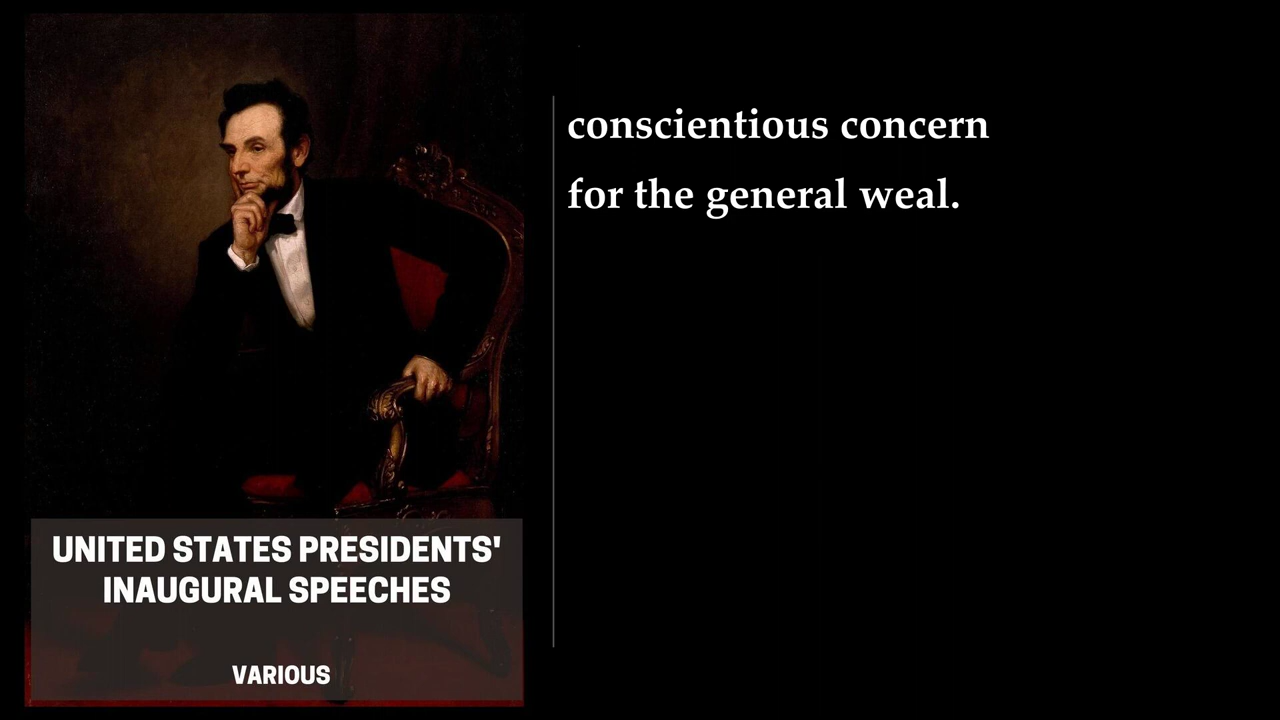 conscientious concern
for the general weal.
UNITED STATES PRESIDENTS'
INAUGURAL SPEECHES
VARIOUS